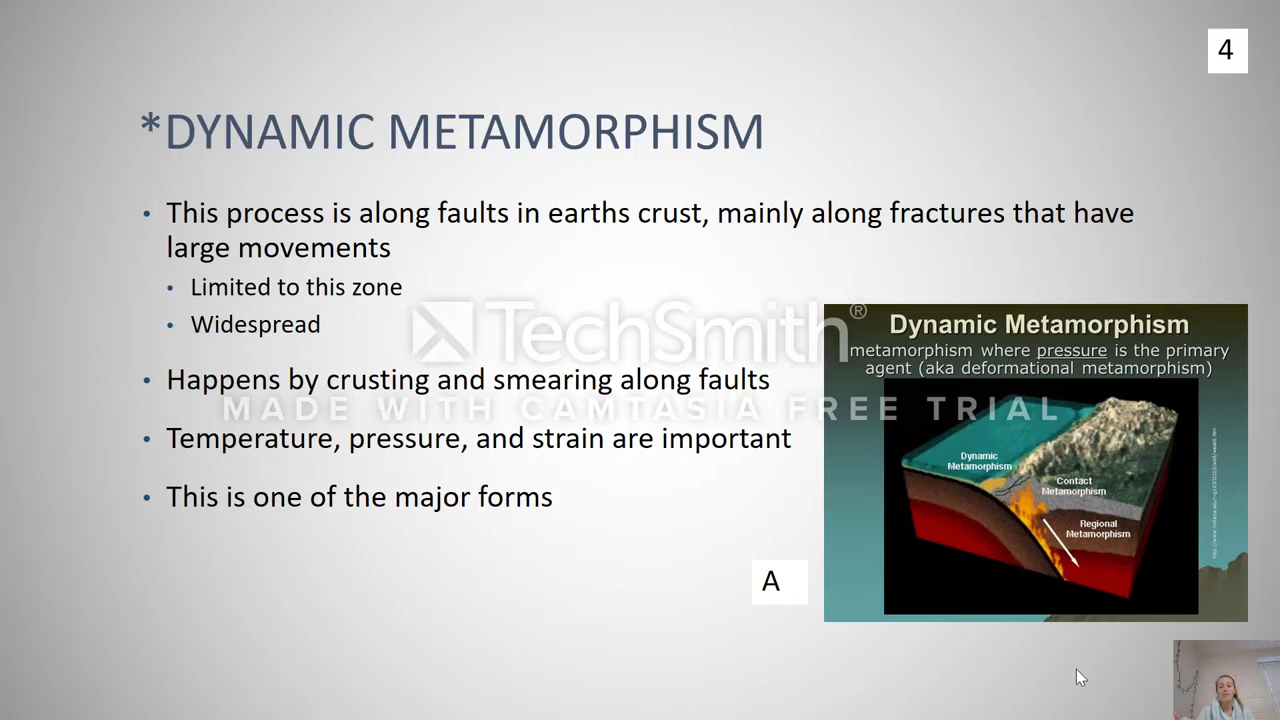 4
*DYNAMIC METAMORPHISM
• This process is along faults in earths crust, mainly along fractures that have
large movements
• Limited to this zone
• Widespread
• Happens by crusting and smearing along faults
• Temperature, pressure, and strain are important
• This is one of the major forms
TechSmith®
MADE WITH CAMTASIA FREE TRIAL
Dynamic Metamorphism
metamorphism where pressure is the primary
agent (aka deformational metamorphism)
Dynamic
Metamorphism
Contact
Metamorphism
Regional
Metamorphism
A